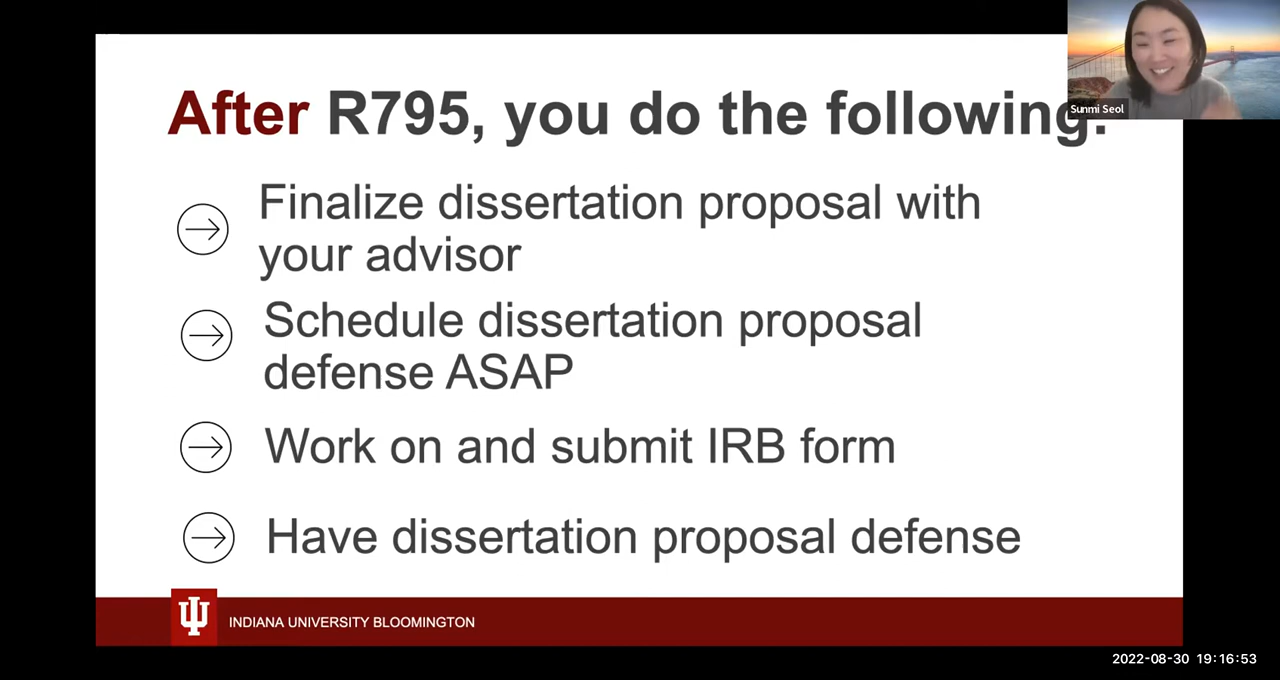 After R795, you do the following:
Sunmi Seol
Finalize dissertation proposal with
your advisor
Schedule dissertation proposal
defense ASAP
Work on and submit IRB form
Have dissertation proposal defense
INDIANA UNIVERSITY BLOOMINGTON
2022-08-30 19:16:53